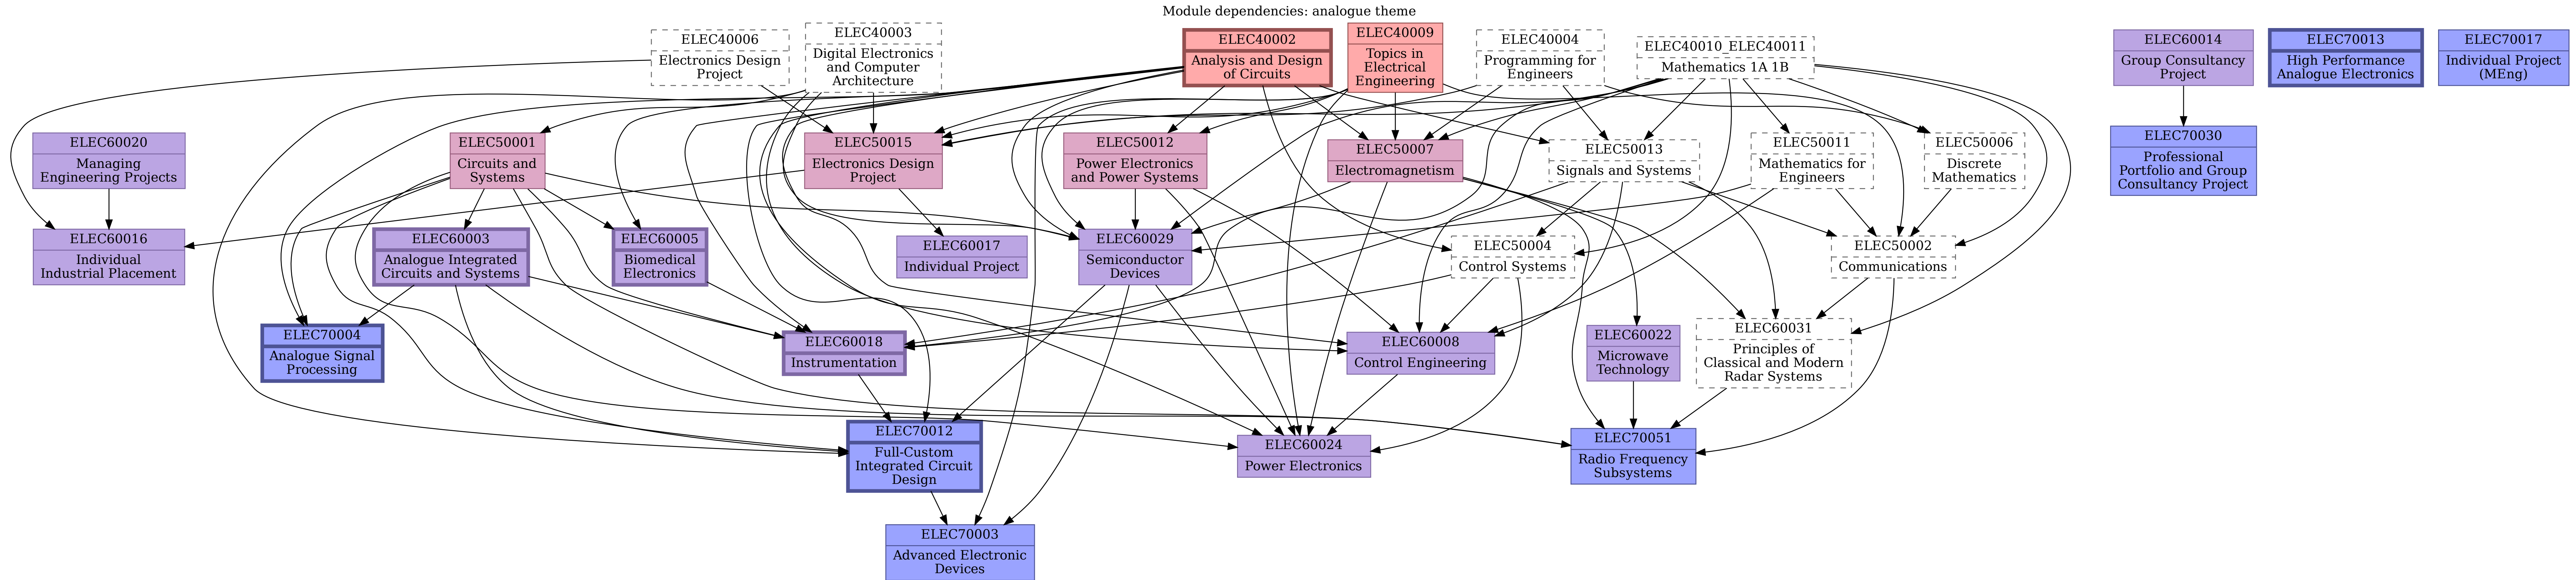 Module dependencies: analogue theme
ELEC40006
Electronics Design
Project
ELEC40003
Digital Electronics
and Computer
Architecture
ELEC40002
Analysis and Design
of Circuits
ELEC40009
Topics in
Electrical
Engineering
ELEC40004
Programming for
Engineers
ELEC40010_ELEC40011
Mathematics 1A 1B
ELEC60014
Group Consultancy
Project
ELEC70013
High Performance
Analogue Electronics
ELEC70017
Individual Project
(MEng)
ELEC60020
Managing
Engineering Projects
ELEC50001
Circuits and
Systems
ELEC50015
Electronics Design
Project
ELEC50012
Power Electronics
and Power Systems
ELEC50007
Electromagnetism
ELEC50013
Signals and Systems
ELEC50011
Mathematics for
Engineers
ELEC50006
Discrete
Mathematics
ELEC70030
Professional
Portfolio and Group
Consultancy Project
ELEC60016
Individual
Industrial Placement
ELEC60003
Analogue Integrated
Circuits and Systems
ELEC60005
Biomedical
Electronics
ELEC60017
Individual Project
ELEC60029
Semiconductor
Devices
ELEC50004
Control Systems
ELEC50002
Communications
ELEC70004
Analogue Signal
Processing
ELEC60018
Instrumentation
ELEC60008
Control Engineering
ELEC60022
Microwave
Technology
ELEC60031
Principles of
Classical and Modern
Radar Systems
ELEC70012
Full-Custom
Integrated Circuit
Design
ELEC60024
Power Electronics
ELEC70051
Radio Frequency
Subsystems
ELEC70003
Advanced Electronic
Devices